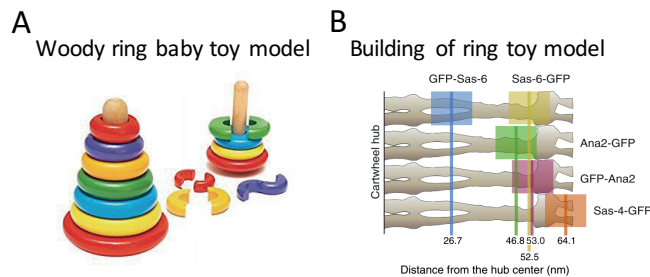 A
Woody ring baby toy model
B
Building of ring toy model
GFP-Sas-6
Sas-6-GFP
Cartwheel hub
Ana2-GFP
GFP-Ana2
Sas-4-GFP
26.7
46.8
53.0
64.1
52.5
Distance from the hub center (nm)